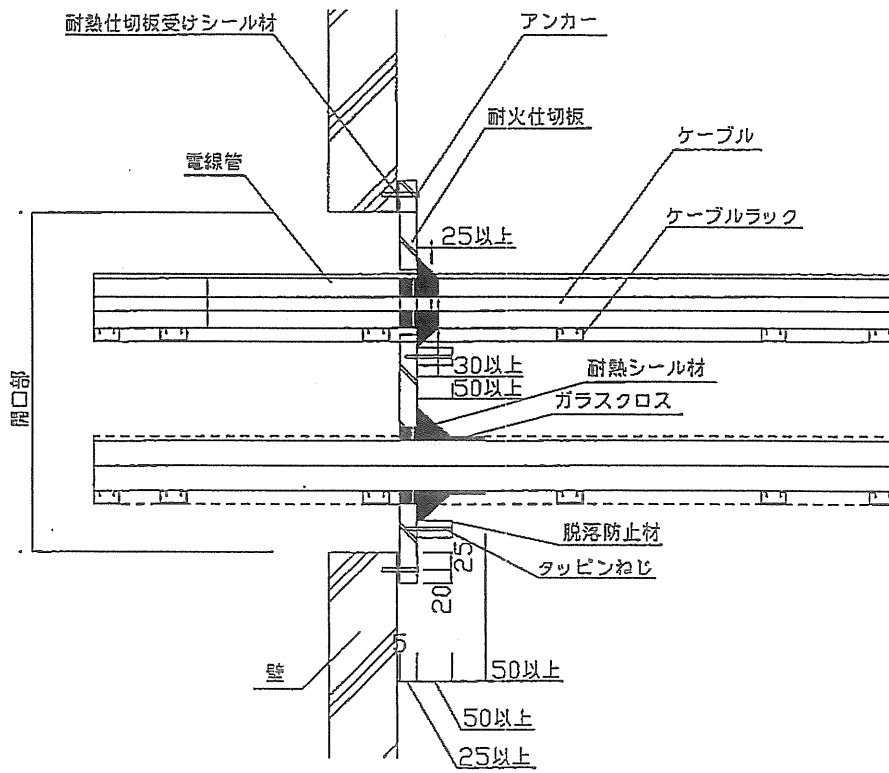 耐熱仕切板受けシール材
アンカー
耐火仕切板
ケーブル
電線管
ケーブルラック
25以上
30以上
50以上
耐熱シール材
ガラスクロス
開口部
脱落防止材
タッピンねじ
25
20
5
壁
50以上
50以上
25以上